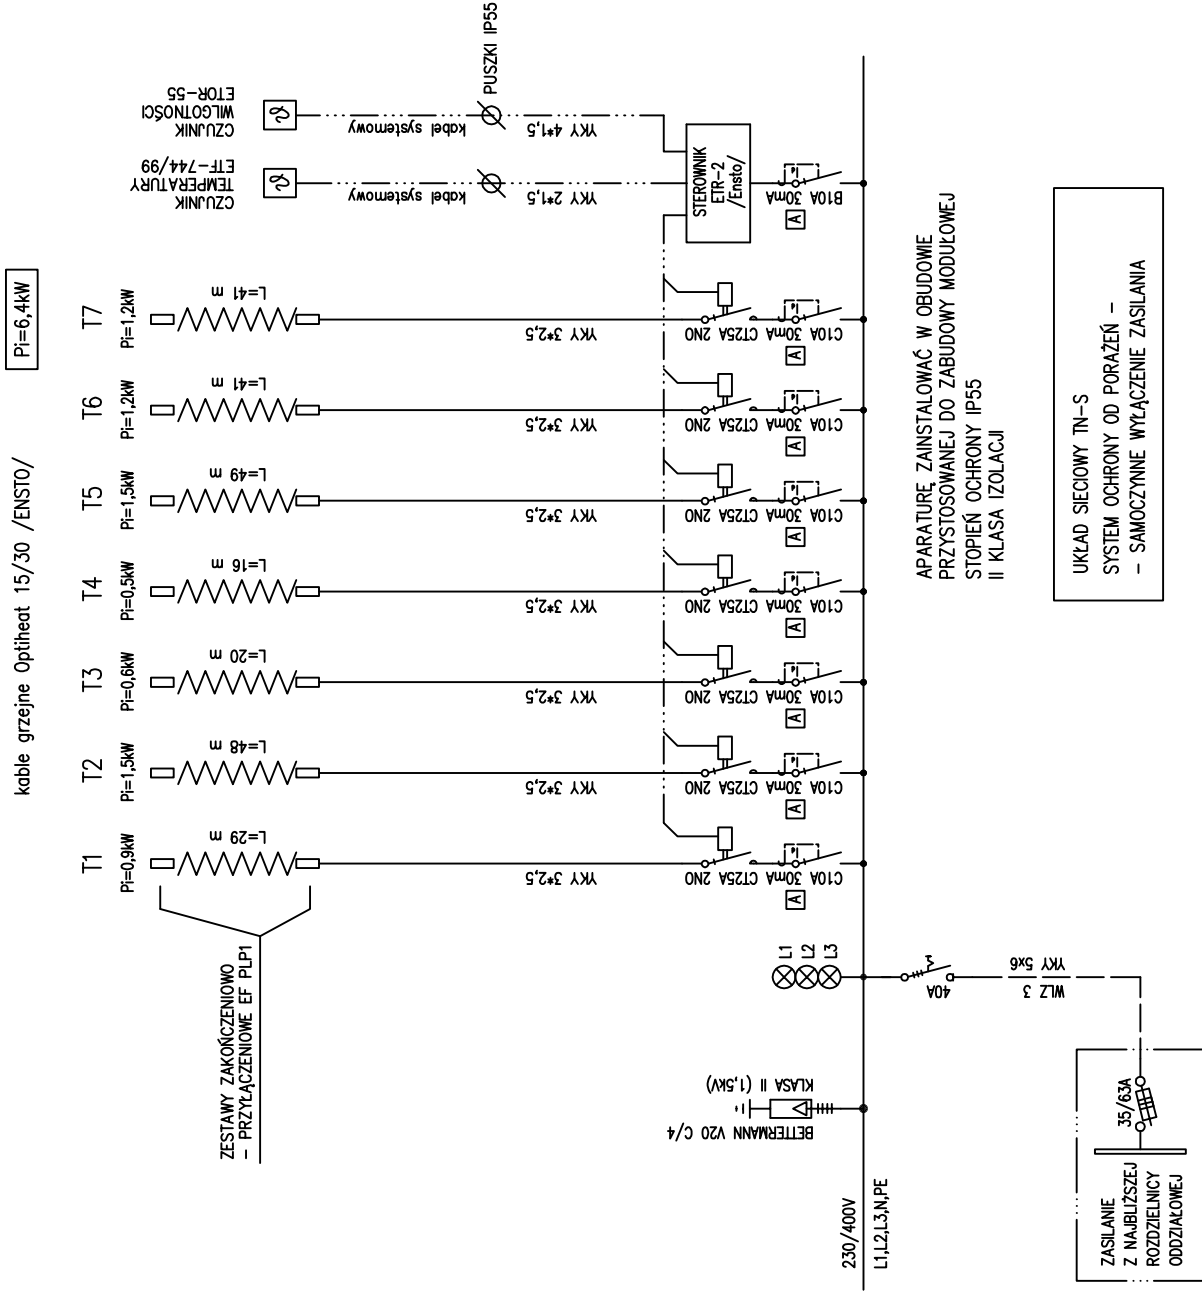 Pi=6,4kW
kable grzejne Optiheat 15/30 /ENSTO/
T1
Pi=0,9kW
L=29 m
YKY 3*2,5
CT25A 2NO
30mA
C10A
A
T2
Pi=1,5kW
L=48 m
YKY 3*2,5
CT25A 2NO
30mA
C10A
A
T3
Pi=0,6kW
L=20 m
YKY 3*2,5
CT25A 2NO
30mA
C10A
A
T4
Pi=0,5kW
L=16 m
YKY 3*2,5
CT25A 2NO
30mA
C10A
A
T5
Pi=1,5kW
L=49 m
YKY 3*2,5
CT25A 2NO
30mA
C10A
A
T6
Pi=1,2kW
L=41 m
YKY 3*2,5
CT25A 2NO
30mA
C10A
A
T7
Pi=1,2kW
L=41 m
YKY 3*2,5
CT25A 2NO
30mA
C10A
A
CZUJNIK
TEMPERATURY
ETF-744/99
kabel systemowy
YKY 2*1,5
CZUJNIK
WILGOTNOŚCI
ETOR-55
kabel systemowy
YKY 4*1,5
PUSZKI IP55
STEROWNIK
ETR-2
/Ensto/
30mA
B10A
A
ZESTAWY ZAKOŃCZENIOWO
- PRZYŁĄCZENIOWE EF PLP1
L1
L2
L3
BETTERMANN V20 C/4
KLASA II (1,5kV)
230/400V
L1,L2,L3,N,PE
40A
WLZ 3
YKY 5x6
35/63A
ZASILANIE
Z NAJBLIŻSZEJ
ROZDZIELNICY
ODDZIAŁOWEJ
APARATURĘ ZAINSTALOWAĆ W OBUDOWIE
PRZYSTOSOWANEJ DO ZABUDOWY MODUŁOWEJ
STOPIEŃ OCHRONY IP55
II KLASA IZOLACJI
UKŁAD SIECIOWY TN-S
SYSTEM OCHRONY OD PORAŻEŃ -
- SAMOCZYNNE WYŁĄCZENIE ZASILANIA